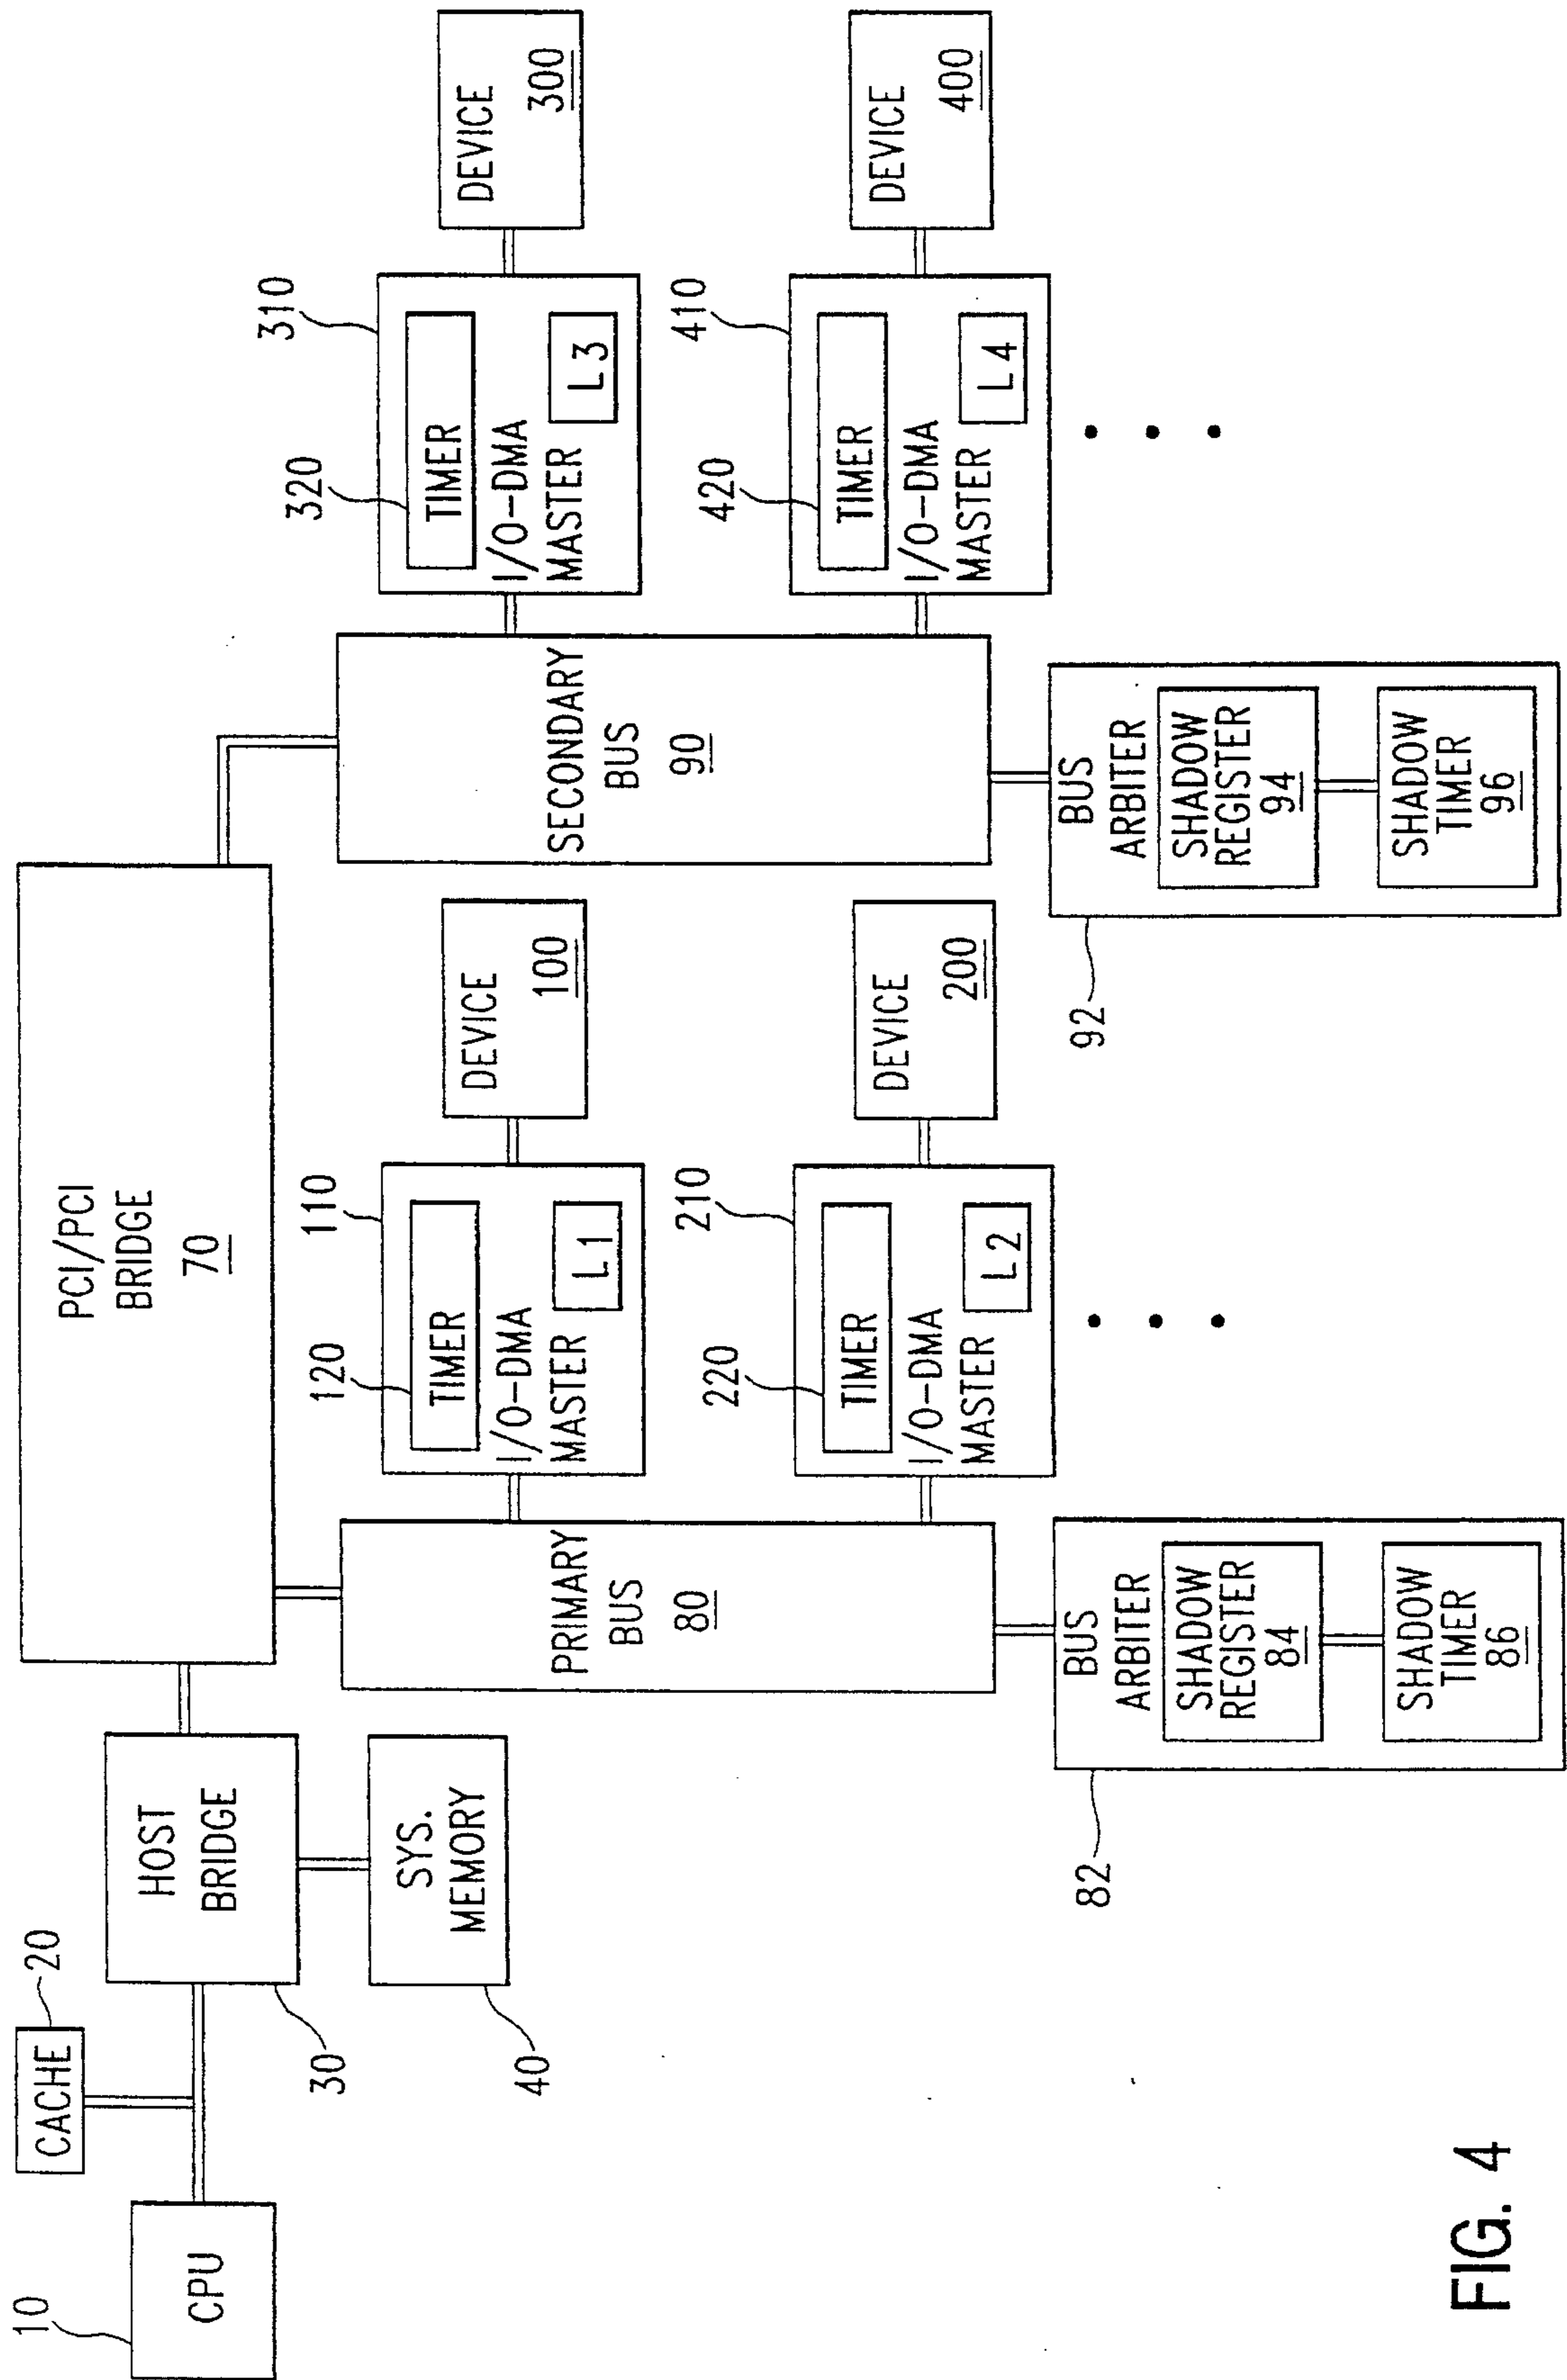 10
CPU
CACHE
20
HOST
BRIDGE
30
SYS.
MEMORY
40
PCI/PCI
BRIDGE
70
PRIMARY
BUS
80
BUS
ARBITER
SHADOW
REGISTER
84
SHADOW
TIMER
86
82
110
120
TIMER
I/O-DMA
MASTER
L1
DEVICE
100
210
220
TIMER
I/O-DMA
MASTER
L2
DEVICE
200
SECONDARY
BUS
90
BUS
ARBITER
SHADOW
REGISTER
94
SHADOW
TIMER
96
92
310
320
TIMER
I/O-DMA
MASTER
L3
DEVICE
300
410
420
TIMER
I/O-DMA
MASTER
L4
DEVICE
400
FIG. 4